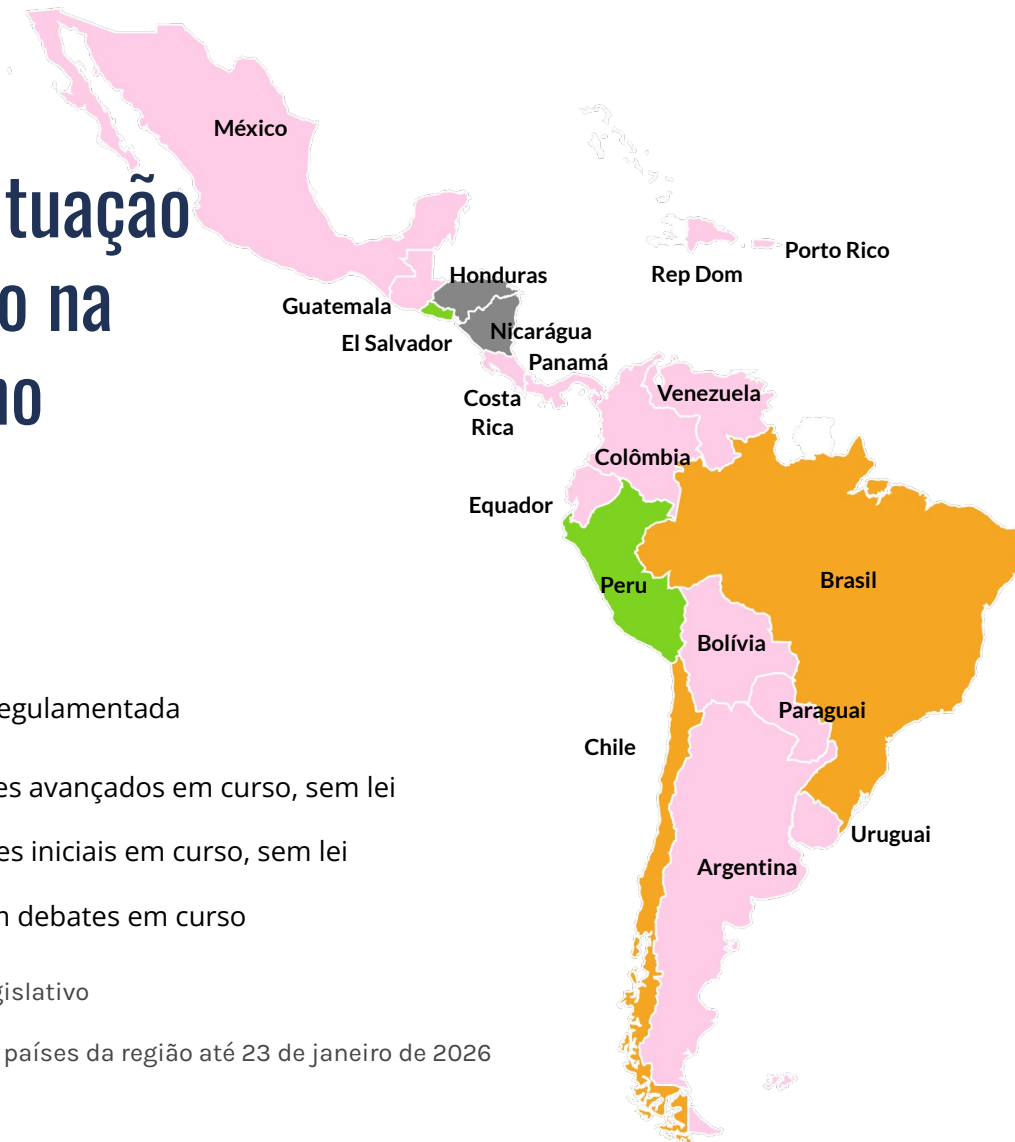 tuação
o na
no
México
Honduras
Guatemala
El Salvador
Nicarágua
Panamá
Costa
Rica
Rep Dom
Porto Rico
Venezuela
Colômbia
Equador
Peru
Brasil
Bolívia
Paraguai
Chile
Uruguai
Argentina
egulamentada
es avançados em curso, sem lei
es iniciais em curso, sem lei
debates em curso
gislativo
países da região até 23 de janeiro de 2026